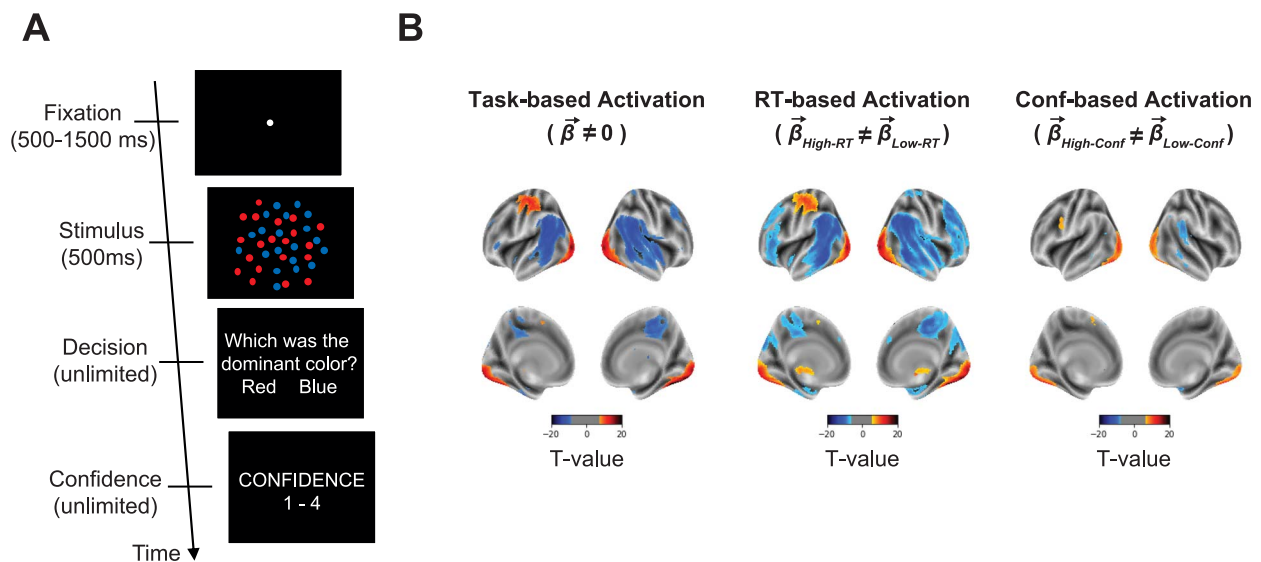 A
Fixation
(500-1500 ms)
Stimulus
(500ms)
Which was the
dominant color?
Red Blue
Decision
(unlimited)
CONFIDENCE
1 - 4
Confidence
(unlimited)
Time
B
Task-based Activation
( β ≠ 0 )
RT-based Activation
( β High-RT ≠ β Low-RT )
Conf-based Activation
( β High-Conf ≠ β Low-Conf )
−20 0 20
T-value
−20 0 20
T-value
−20 0 20
T-value